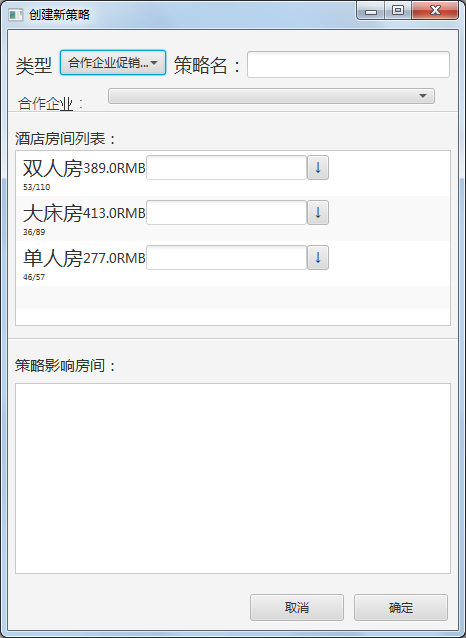 创建新策略
类型 合作企业促销... 策略名：
合作企业：
酒店房间列表：
双人房389.0RMB ↓
53/110
大床房413.0RMB ↓
36/89
单人房277.0RMB ↓
46/57
策略影响房间：
取消 确定